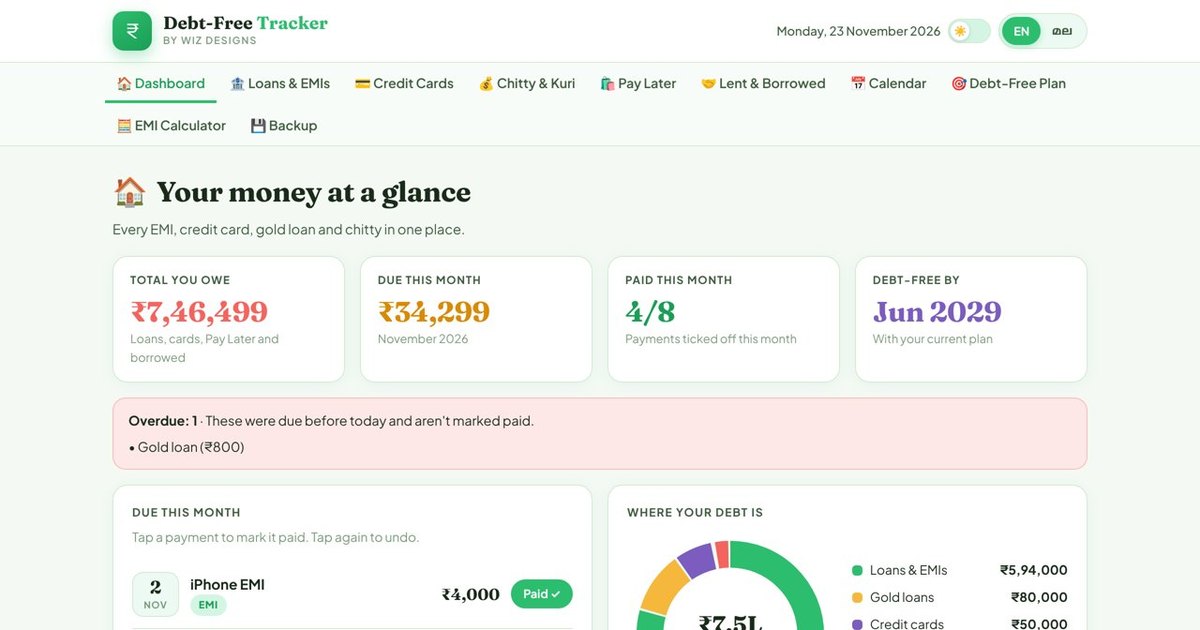 ₹
Debt-Free Tracker
BY WIZ DESIGNS
Monday, 23 November 2026
EN
മല
Dashboard
Loans & EMIs
Credit Cards
Chitty & Kuri
Pay Later
Lent & Borrowed
Calendar
Debt-Free Plan
EMI Calculator
Backup
Your money at a glance
Every EMI, credit card, gold loan and chitty in one place.
TOTAL YOU OWE
₹7,46,499
Loans, cards, Pay Later and
borrowed
DUE THIS MONTH
₹34,299
November 2026
PAID THIS MONTH
4/8
Payments ticked off this month
DEBT-FREE BY
Jun 2029
With your current plan
Overdue: 1 · These were due before today and aren't marked paid.
• Gold loan (₹800)
DUE THIS MONTH
Tap a payment to mark it paid. Tap again to undo.
2
NOV
iPhone EMI
EMI
₹4,000
Paid ✓
WHERE YOUR DEBT IS
₹7.5L
Loans & EMIs ₹5,94,000
Gold loans ₹80,000
Credit cards ₹50,000